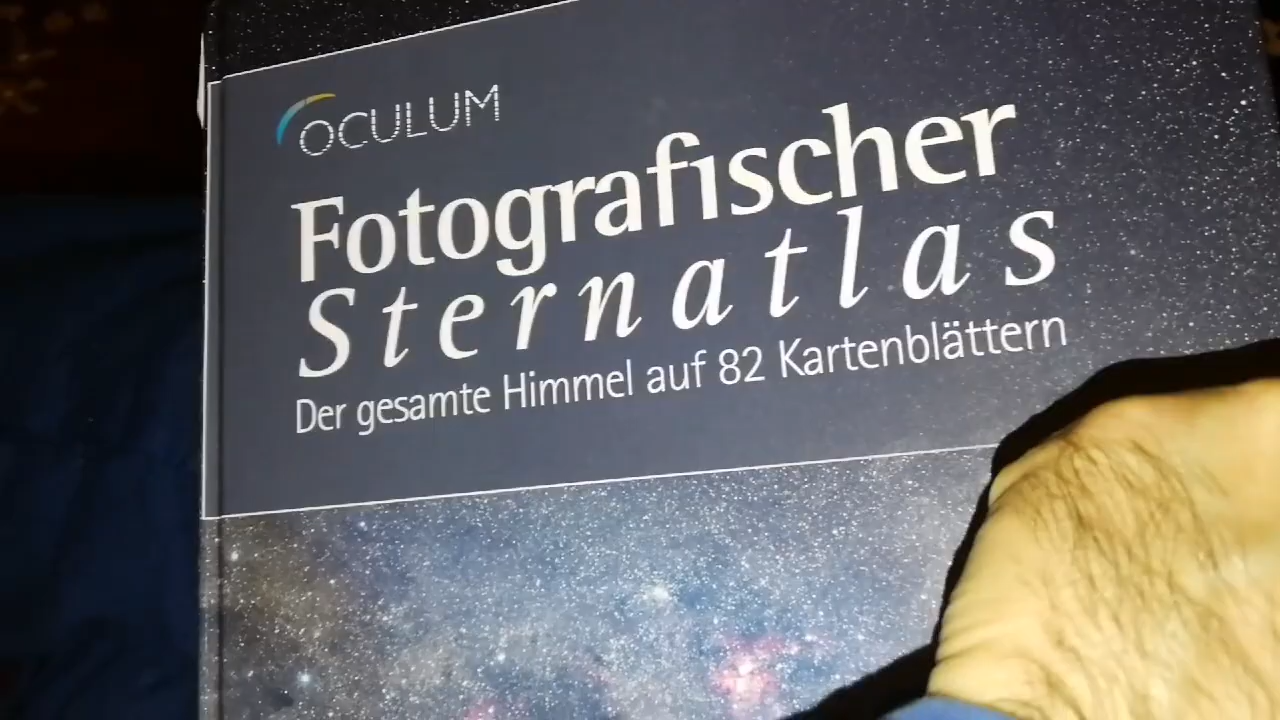 OCULUM
Fotografischer
Sternatlas
Der gesamte Himmel auf 82 Kartenblättern